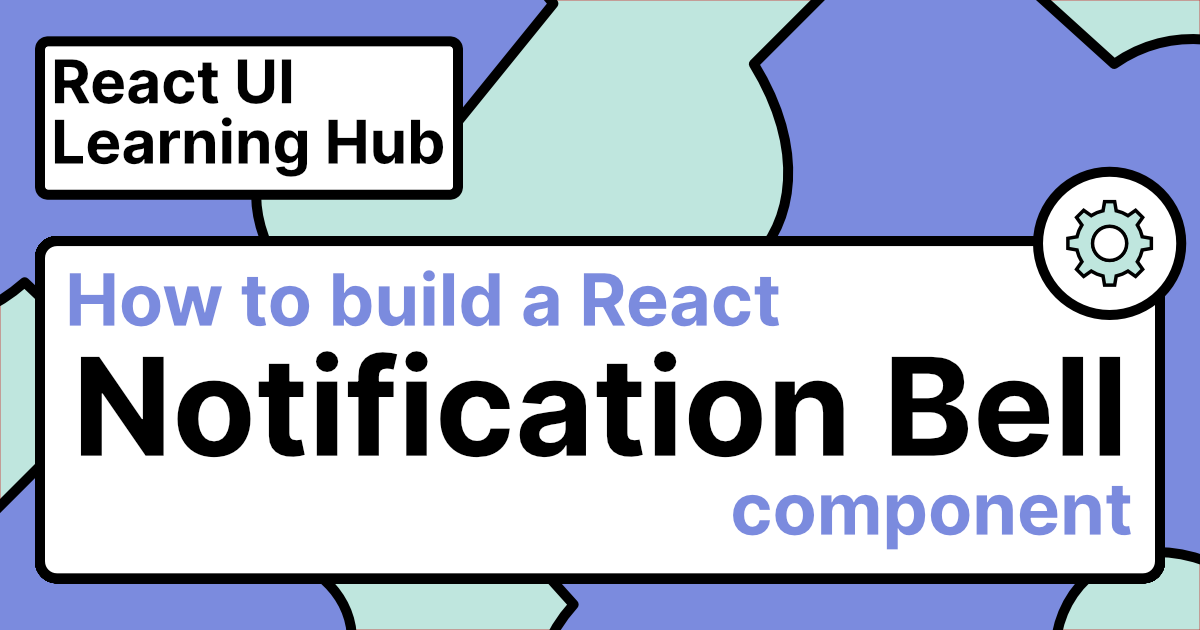 React UI
Learning Hub
How to build a React
Notification Bell
component